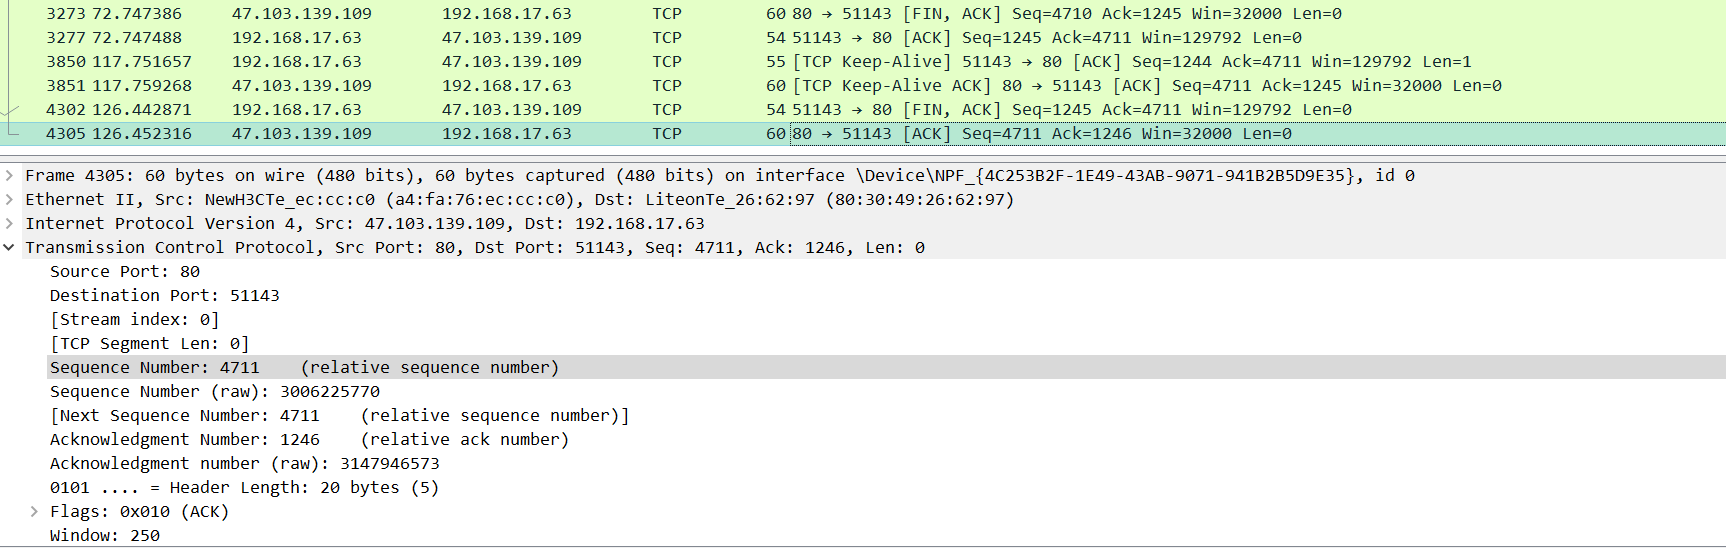 3273 72.747386 47.103.139.109 192.168.17.63 TCP 60 80 → 51143 [FIN, ACK] Seq=4710 Ack=1245 Win=32000 Len=0
3277 72.747488 192.168.17.63 47.103.139.109 TCP 54 51143 → 80 [ACK] Seq=1245 Ack=4711 Win=129792 Len=0
3850 117.751657 192.168.17.63 47.103.139.109 TCP 55 [TCP Keep-Alive] 51143 → 80 [ACK] Seq=1244 Ack=4711 Win=129792 Len=1
3851 117.759268 47.103.139.109 192.168.17.63 TCP 60 [TCP Keep-Alive ACK] 80 → 51143 [ACK] Seq=4711 Ack=1245 Win=32000 Len=0
4302 126.442871 192.168.17.63 47.103.139.109 TCP 54 51143 → 80 [FIN, ACK] Seq=1245 Ack=4711 Win=129792 Len=0
4305 126.452316 47.103.139.109 192.168.17.63 TCP 60 80 → 51143 [ACK] Seq=4711 Ack=1246 Win=32000 Len=0
Frame 4305: 60 bytes on wire (480 bits), 60 bytes captured (480 bits) on interface \Device\NPF_{4C253B2F-1E49-43AB-9071-941B2B5D9E35}, id 0
Ethernet II, Src: NewH3CTe_ec:cc:c0 (a4:fa:76:ec:cc:c0), Dst: LiteonTe_26:62:97 (80:30:49:26:62:97)
Internet Protocol Version 4, Src: 47.103.139.109, Dst: 192.168.17.63
Transmission Control Protocol, Src Port: 80, Dst Port: 51143, Seq: 4711, Ack: 1246, Len: 0
Source Port: 80
Destination Port: 51143
[Stream index: 0]
[TCP Segment Len: 0]
Sequence Number: 4711    (relative sequence number)
Sequence Number (raw): 3006225770
[Next Sequence Number: 4711    (relative sequence number)]
Acknowledgment Number: 1246    (relative ack number)
Acknowledgment number (raw): 3147946573
0101 .... = Header Length: 20 bytes (5)
Flags: 0x010 (ACK)
Window: 250